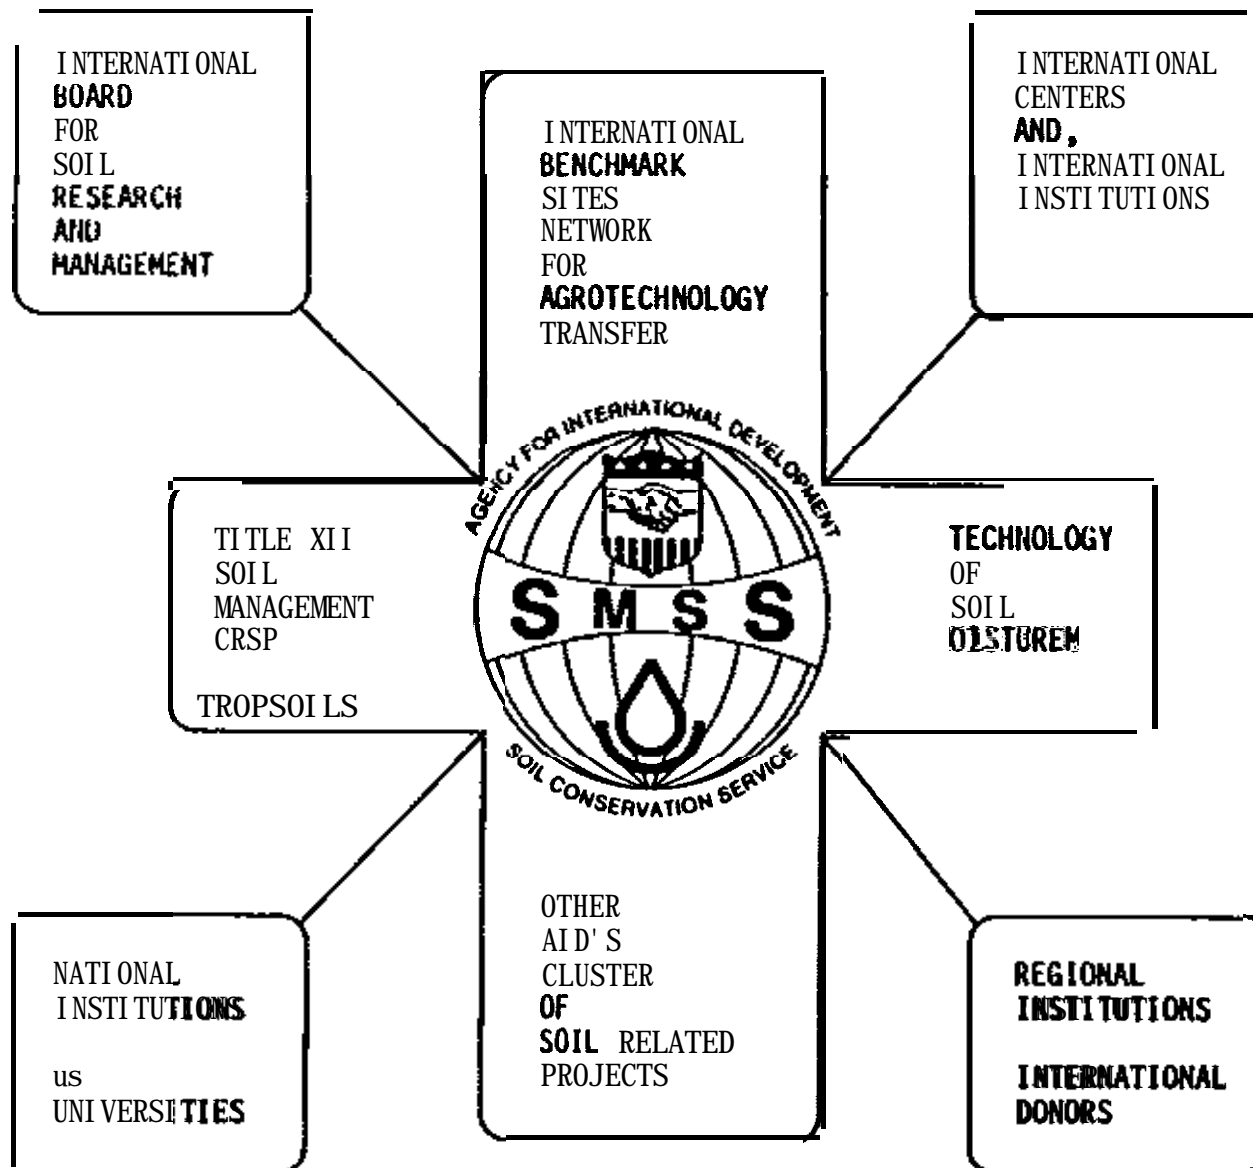 INTERNATIONAL
BOARD
FOR
SOIL
RESEARCH
AND
MANAGEMENT
INTERNATIONAL
BENCHMARK
SITES
NETWORK
FOR
AGROTECHNOLOGY
TRANSFER
INTERNATIONAL
CENTERS
AND,
INTERNATIONAL
INSTITUTIONS
TITLE XII
SOIL
MANAGEMENT
CRSP
TROPSOILS
AGENCY FOR INTERNATIONAL DEVELOPMENT
SMSS
SOIL CONSERVATION SERVICE
TECHNOLOGY
OF
SOIL
OISTUREM
NATIONAL
INSTITUTIONS
us
UNIVERSITIES
OTHER
AID'S
CLUSTER
OF
SOIL RELATED
PROJECTS
REGIONAL
INSTITUTIONS
INTERNATIONAL
DONORS